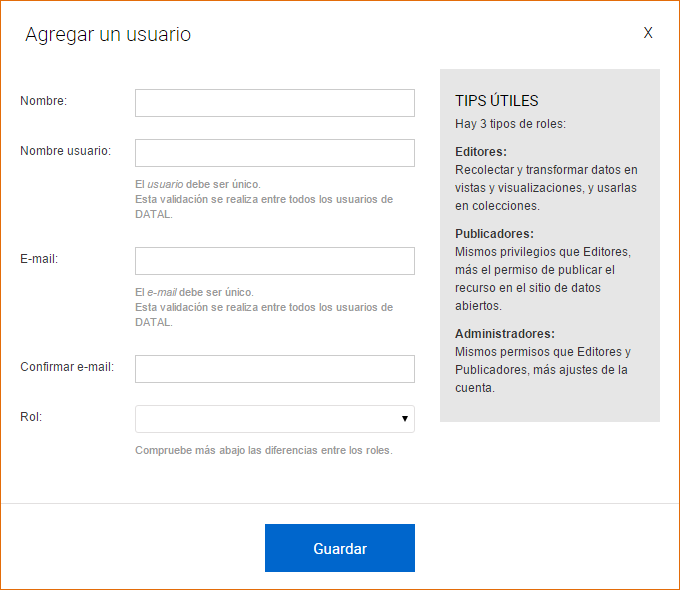 Agregar un usuario
X
Nombre:
Nombre usuario:
El usuario debe ser único.
Esta validación se realiza entre todos los usuarios de
DATAL.
E-mail:
El e-mail debe ser único.
Esta validación se realiza entre todos los usuarios de
DATAL.
Confirmar e-mail:
Rol:
Compruebe màs abajo las diferencias entre los roles.
TIPS ÚTILES
Hay 3 tipos de roles:
Editores:
Recolectar y transformar datos en
vistas y visualizaciones, y usarlas
en colecciones.
Publicadores:
Mismos privilegios que Editores,
más el permiso de publicar el
recurso en el sitio de datos
abiertos.
Administradores:
Mismos permisos que Editores y
Publicadores, más ajustes de la
cuenta.
Guardar